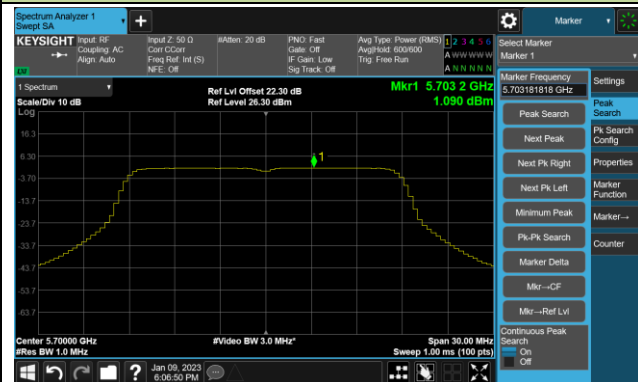 Spectrum Analyzer 1
Swept SA
Marker
KEYSIGHT
Input: RF
Coupling: AC
Align: Auto
Input Z: 50 Ω
Corr CCorr
Freq Ref: Int (S)
NFE: Off
#Atten: 20 dB
PNO: Fast
Gate: Off
IF Gain: Low
Sig Track: Off
Avg Type: Power (RMS)
Avg|Hold: 600/600
Trig: Free Run
1 2 3 4 5 6
A W W W W W
A N N N N N
Select Marker
Marker 1
1 Spectrum
Scale/Div 10 dB
Log
Ref Lvl Offset 22.30 dB
Ref Level 26.30 dBm
Mkr1 5.703 2 GHz
1.090 dBm
16.3
6.30
-3.70
-13.7
-23.7
-33.7
-43.7
-53.7
-63.7
1
Center 5.70000 GHz
#Res BW 1.0 MHz
#Video BW 3.0 MHz*
Span 30.00 MHz
Sweep 1.00 ms (100 pts)
Marker Frequency
5.703181818 GHz
Peak Search
Next Peak
Next Pk Right
Next Pk Left
Minimum Peak
Pk-Pk Search
Marker Delta
Mkr→CF
Mkr→Ref Lvl
Continuous Peak
Search
On
Off
Settings
Peak
Search
Pk Search
Config
Properties
Marker
Function
Marker→
Counter
?
Jan 09, 2023
6:06:50 PM